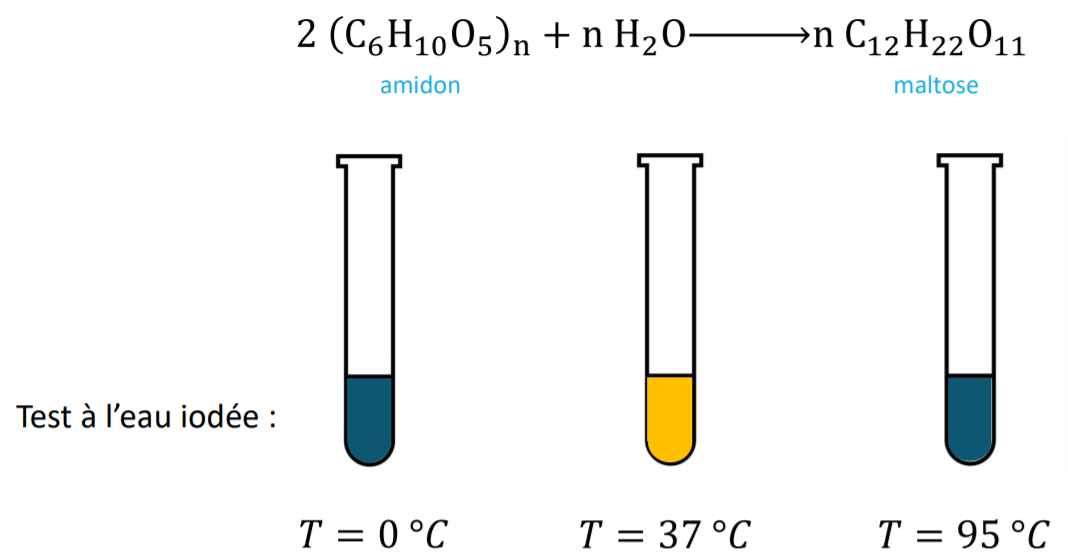 2 (C₆H₁₀O₅)ₙ + n H₂O⟶n C₁₂H₂₂O₁₁
amidon maltose
Test à l’eau iodée :
T = 0 °C T = 37 °C T = 95 °C